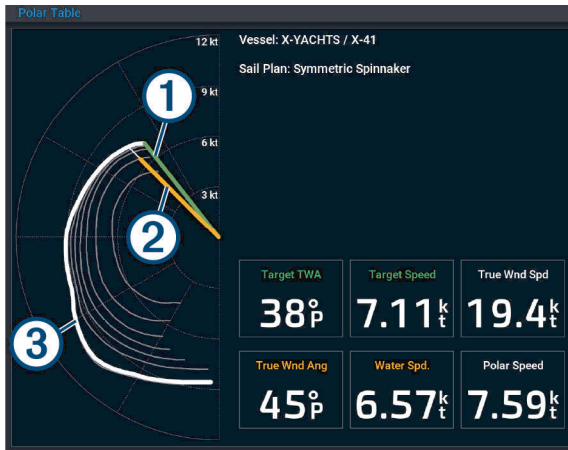 Polar Table
12 kt
9 kt
6 kt
3 kt
1
2
3
Vessel: X-YACHTS / X-41
Sail Plan: Symmetric Spinnaker
Target TWA
38°P
Target Speed
7.11kt
True Wnd Spd
19.4kt
True Wnd Ang
45°P
Water Spd.
6.57kt
Polar Speed
7.59kt